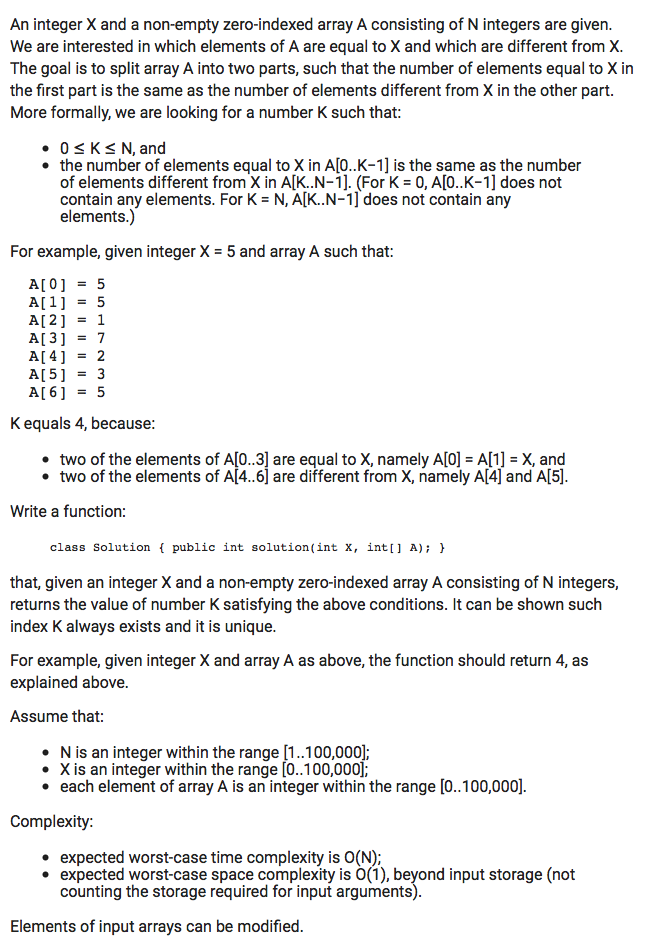 An integer X and a non-empty zero-indexed array A consisting of N integers are given.
We are interested in which elements of A are equal to X and which are different from X.
The goal is to split array A into two parts, such that the number of elements equal to X in
the first part is the same as the number of elements different from X in the other part.
More formally, we are looking for a number K such that:
• 0 ≤ K ≤ N, and
• the number of elements equal to X in A[0..K−1] is the same as the number
of elements different from X in A[K..N−1]. (For K = 0, A[0..K−1] does not
contain any elements. For K = N, A[K..N−1] does not contain any
elements.)
For example, given integer X = 5 and array A such that:
A[0] = 5
A[1] = 5
A[2] = 1
A[3] = 7
A[4] = 2
A[5] = 3
A[6] = 5
K equals 4, because:
• two of the elements of A[0..3] are equal to X, namely A[0] = A[1] = X, and
• two of the elements of A[4..6] are different from X, namely A[4] and A[5].
Write a function:
class Solution { public int solution(int X, int[] A); }
that, given an integer X and a non-empty zero-indexed array A consisting of N integers,
returns the value of number K satisfying the above conditions. It can be shown such
index K always exists and it is unique.
For example, given integer X and array A as above, the function should return 4, as
explained above.
Assume that:
• N is an integer within the range [1..100,000];
• X is an integer within the range [0..100,000];
• each element of array A is an integer within the range [0..100,000].
Complexity:
• expected worst-case time complexity is O(N);
• expected worst-case space complexity is O(1), beyond input storage (not
counting the storage required for input arguments).
Elements of input arrays can be modified.